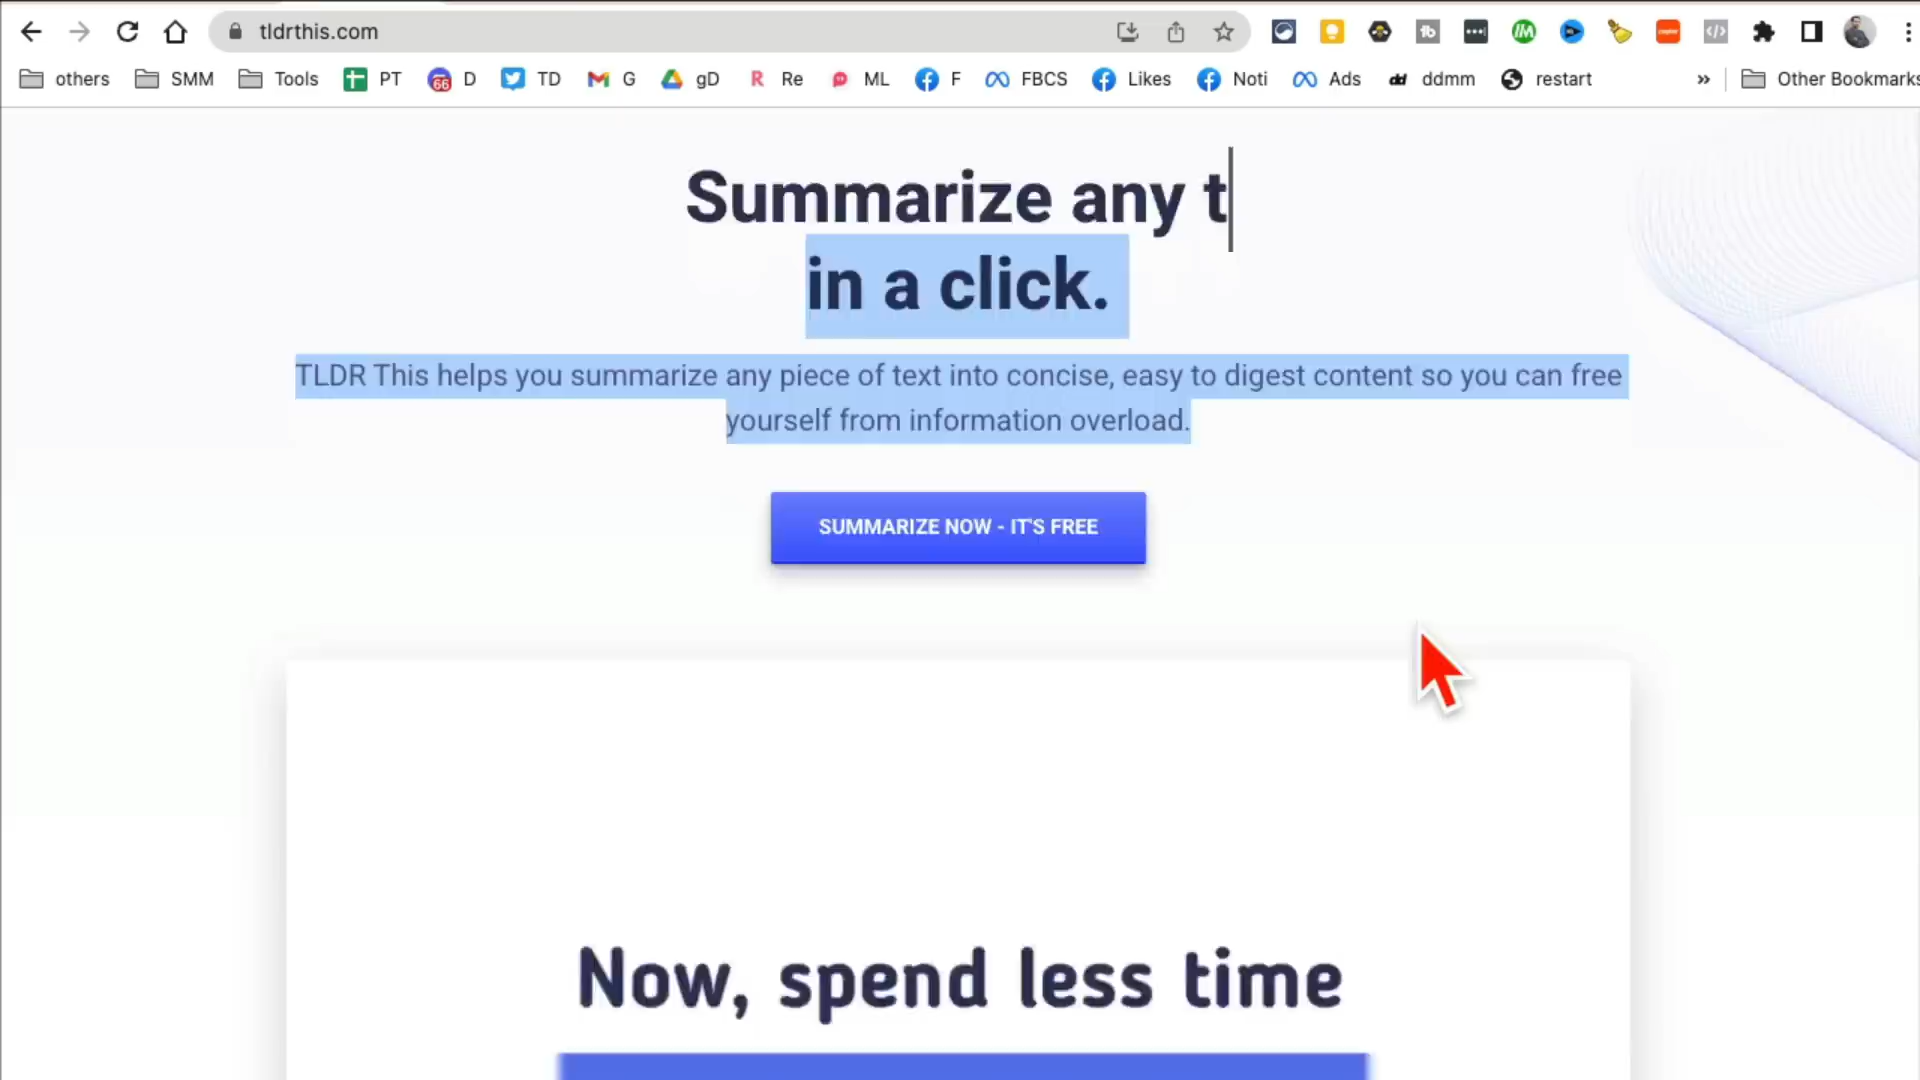 tldrthis.com
others SMM Tools PT 66 D TD G gD R Re ML F FBCS Likes Noti Ads dd ddmm restart » Other Bookmarks
Summarize any t
in a click.
TLDR This helps you summarize any piece of text into concise, easy to digest content so you can free
yourself from information overload.
SUMMARIZE NOW - IT'S FREE
Now, spend less time